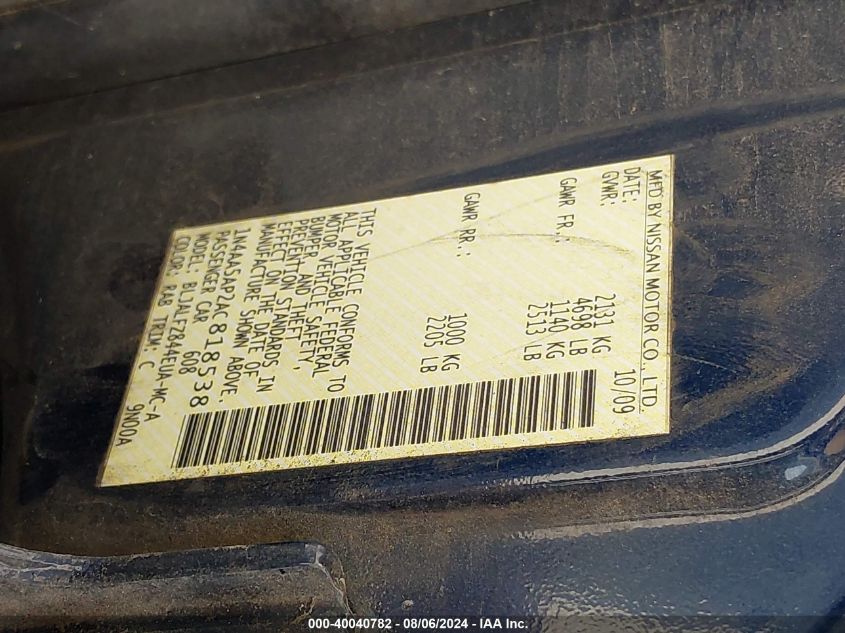 MFD BY NISSAN MOTOR CO., LTD.
DATE: 10/09
GVWR: 2131 KG
4698 LB
GAWR FR.: 1140 KG
2513 LB
GAWR RR.: 1000 KG
2205 LB
THIS VEHICLE CONFORMS TO
ALL APPLICABLE FEDERAL
MOTOR VEHICLE SAFETY,
BUMPER, AND THEFT
PREVENTION STANDARDS IN
EFFECT ON THE DATE OF
MANUFACTURE SHOWN ABOVE.
1N4AA5AP2AC818538
PASSENGER CAR 608
MODEL: BLJALFZ8A4EUA-MC-A
COLOR: RAB TRIM: C 9N00A
000-40040782 - 08/06/2024 - IAA Inc.